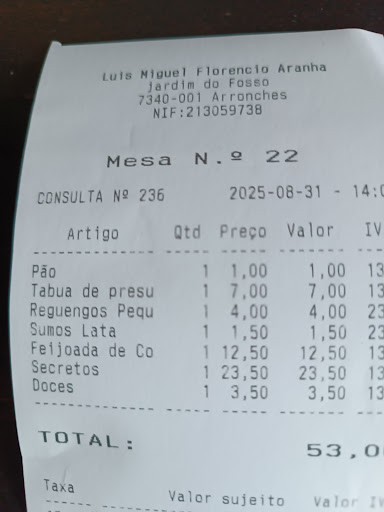 Luis Miguel Florencio Aranha
jardim do Fosso
7340-001 Arronches
NIF:213059738
Mesa N.º 22
CONSULTA Nº 236 2025-08-31 - 14:0
Artigo Qtd Preço Valor IV
Pão 1 1,00 1,00 13
Tabua de presu 1 7,00 7,00 13
Reguengos Pequ 1 4,00 4,00 23
Sumos Lata 1 1,50 1,50 23
Feijoada de Co 1 12,50 12,50 13
Secretos 1 23,50 23,50 13
Doces 1 3,50 3,50 13
TOTAL: 53,0
Taxa Valor sujeito Valor IV